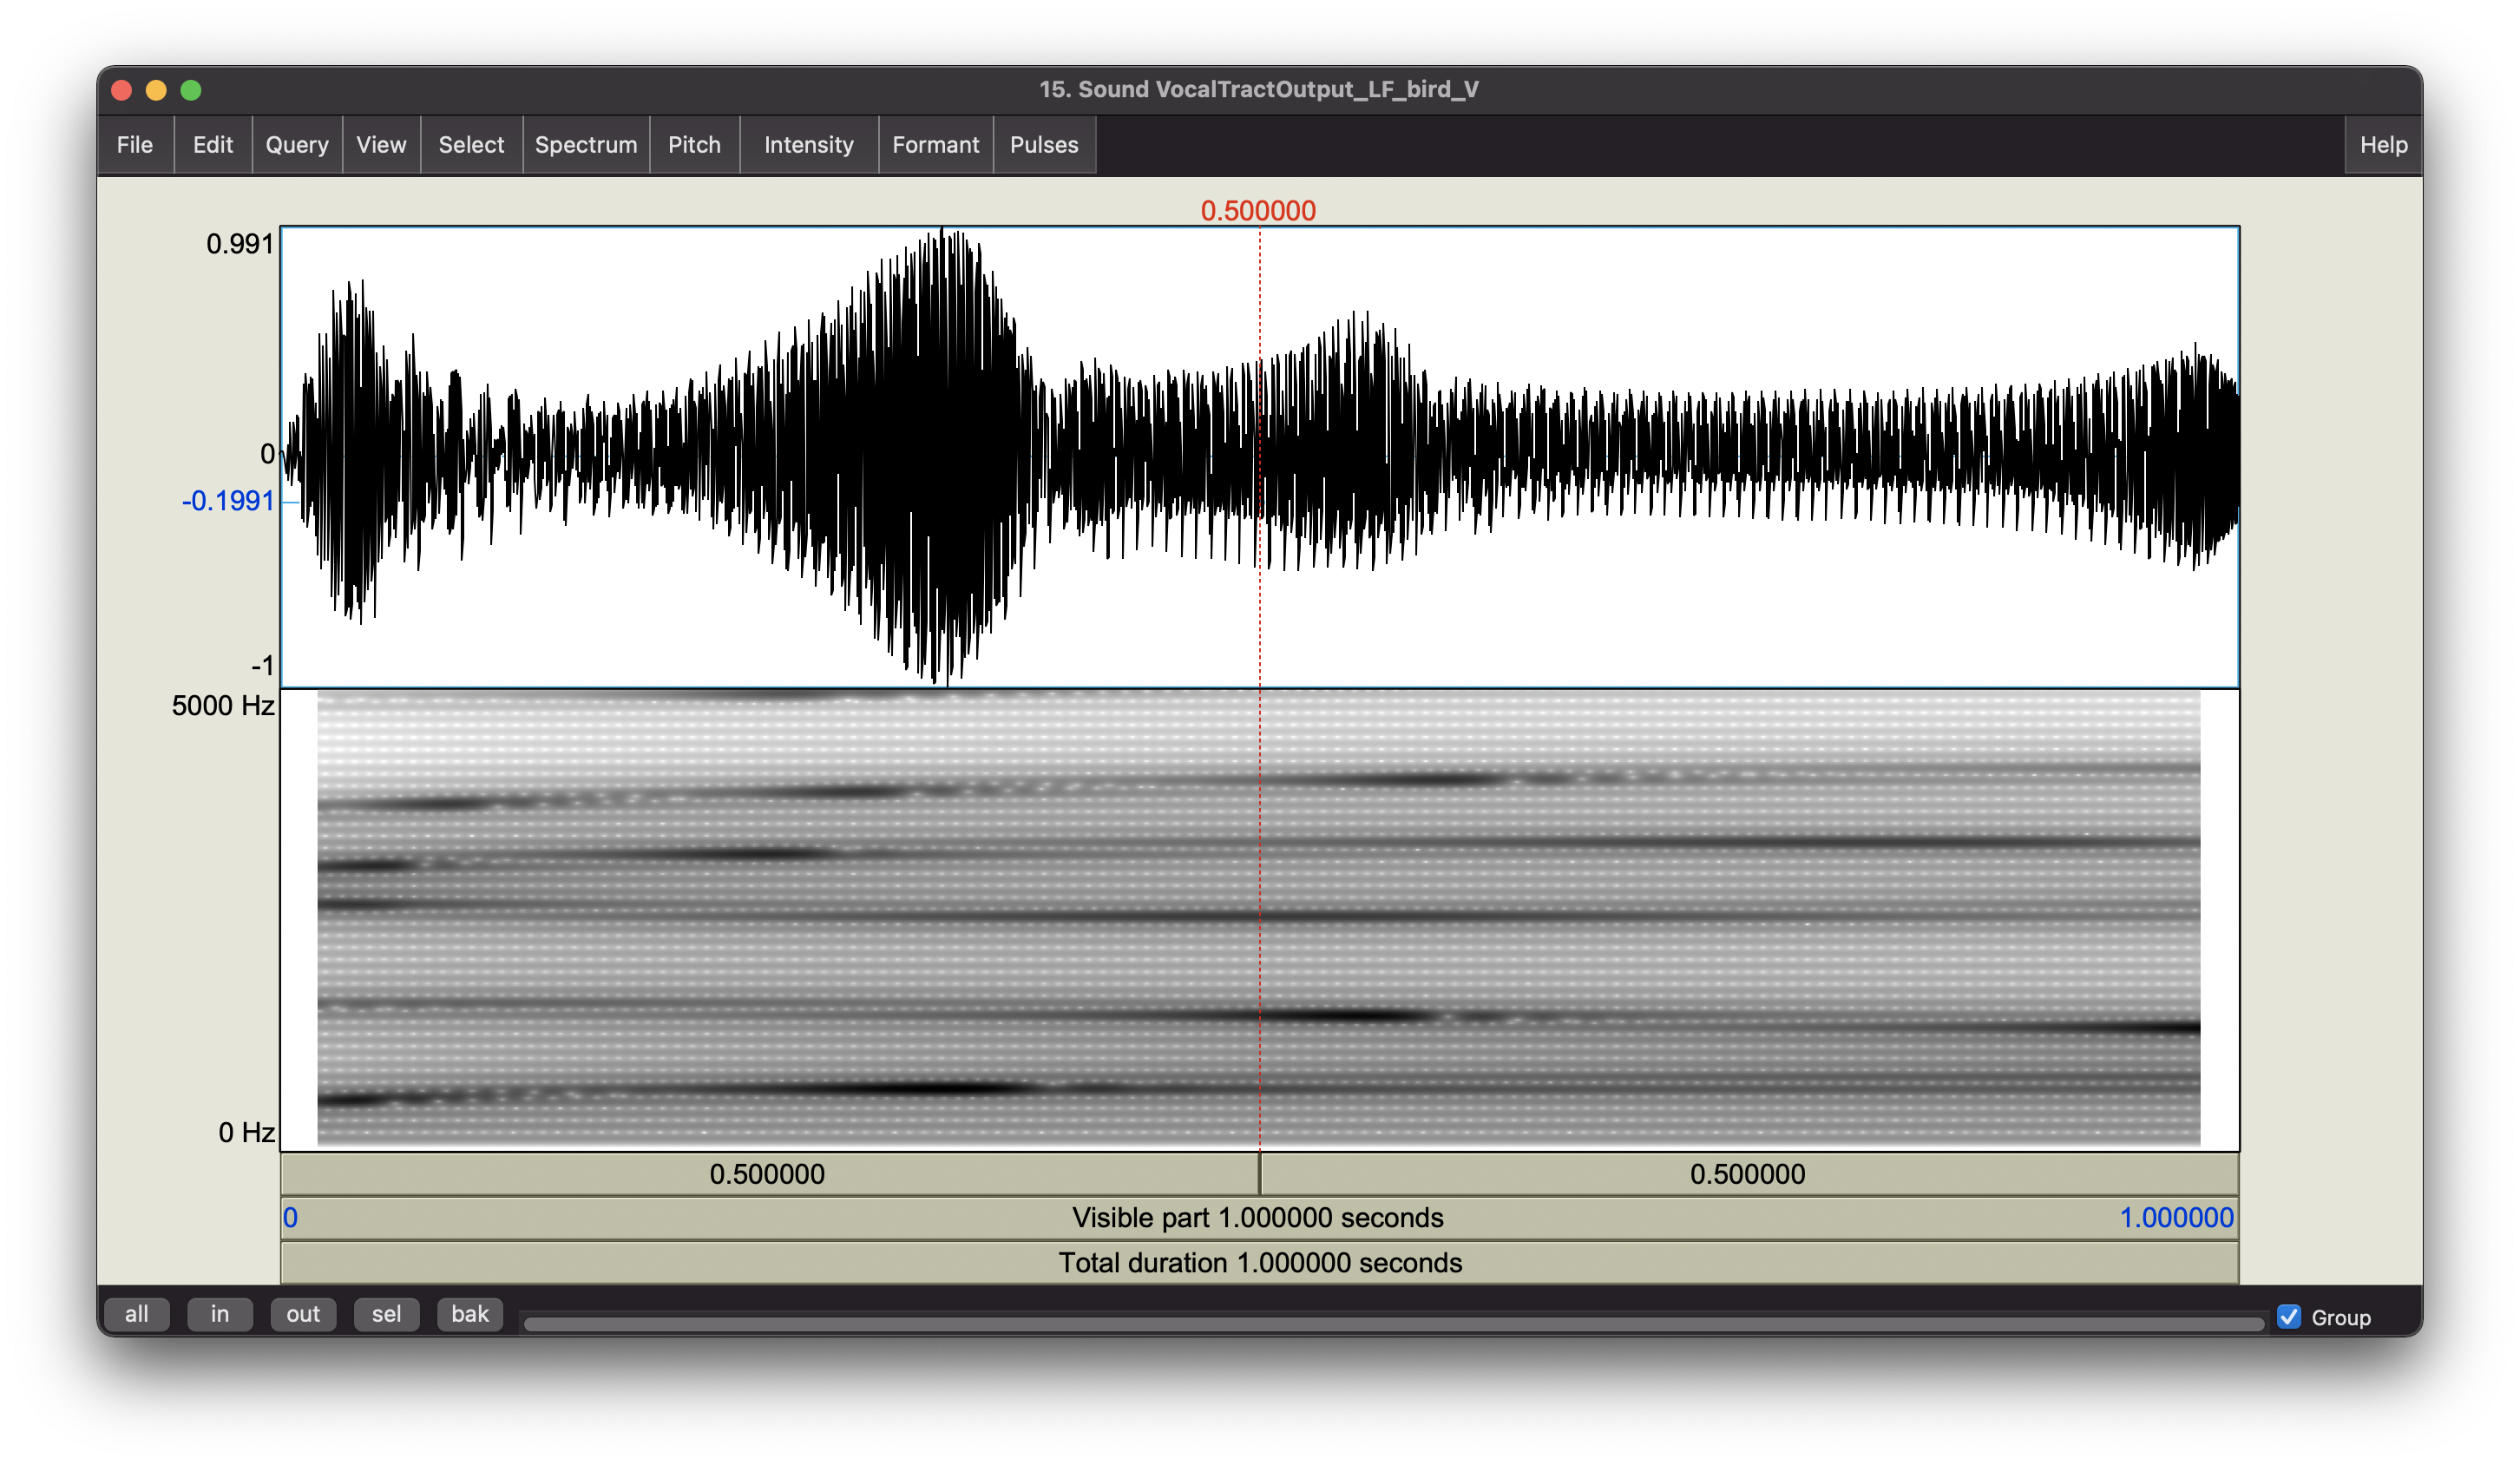 15. Sound VocalTractOutput_LF_bird_V
File Edit Query View Select Spectrum Pitch Intensity Formant Pulses Help
0.500000
0.991
0
-0.1991
-1
5000 Hz
0 Hz
0.500000 0.500000
0 Visible part 1.000000 seconds 1.000000
Total duration 1.000000 seconds
all in out sel bak Group